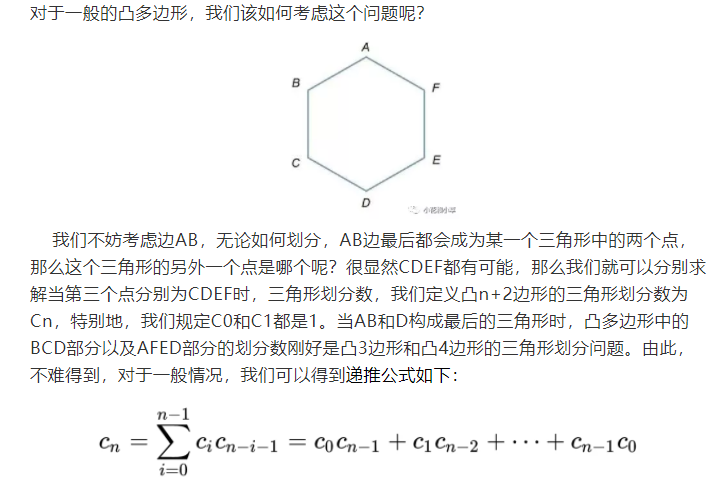 对于一般的凸多边形，我们该如何考虑这个问题呢？
A
B
F
C
E
D
我们不妨考虑边AB，无论如何划分，AB边最后都会成为某一个三角形中的两个点，
那么这个三角形的另外一个点是哪个呢？很显然CDEF都有可能，那么我们就可以分别求
解当第三个点分别为CDEF时，三角形划分数，我们定义凸n+2边形的三角形划分数为
Cn，特别地，我们规定C0和C1都是1。当AB和D构成最后的三角形时，凸多边形中的
BCD部分以及AFED部分的划分数刚好是凸3边形和凸4边形的三角形划分问题。由此，
不难得到，对于一般情况，我们可以得到递推公式如下：
c_n = \sum_{i=0}^{n-1} c_i c_{n-i-1} = c_0 c_{n-1} + c_1 c_{n-2} + \cdots + c_{n-1} c_0